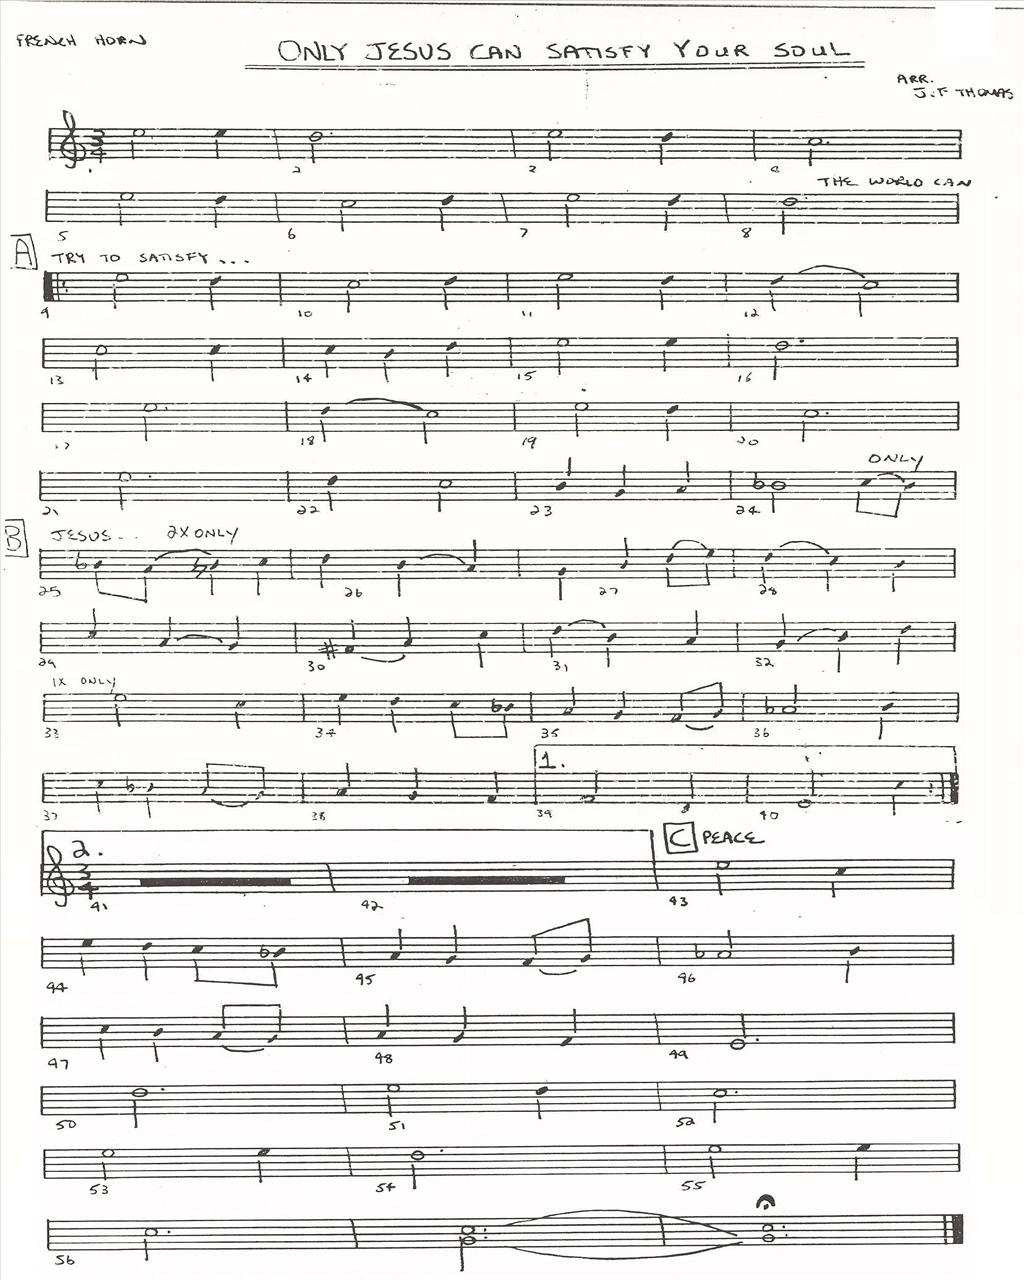 FRENCH HORN
ONLY JESUS CAN SATISFY YOUR SOUL
ARR.
J.F THOMAS
3
4
1 2 3 4
THE WORLD CAN
5 6 7 8
A TRY TO SATISFY...
9 10 11 12
13 14 15 16
17 18 19 20
ONLY
21 22 23 24
B JESUS... 2X ONLY
25 26 27 28
29 30 31 32
1X ONLY
33 34 35 36
1.
37 38 39 40
2. C PEACE
3
4
41 42 43
44 45 46
47 48 49
50 51 52
53 54 55
56